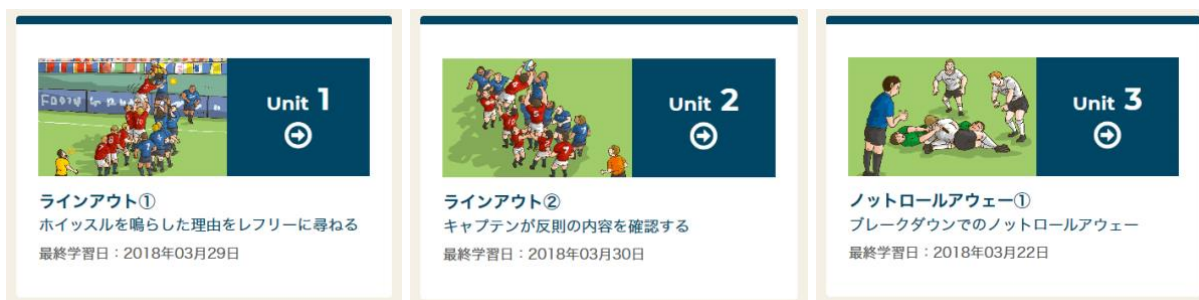 Unit 1
ラインアウト①
ホイッスルを鳴らした理由をレフリーに尋ねる
最終学習日：2018年03月29日
Unit 2
ラインアウト②
キャプテンが反則の内容を確認する
最終学習日：2018年03月30日
Unit 3
ノットロールアウェー①
ブレークダウンでのノットロールアウェー
最終学習日：2018年03月22日